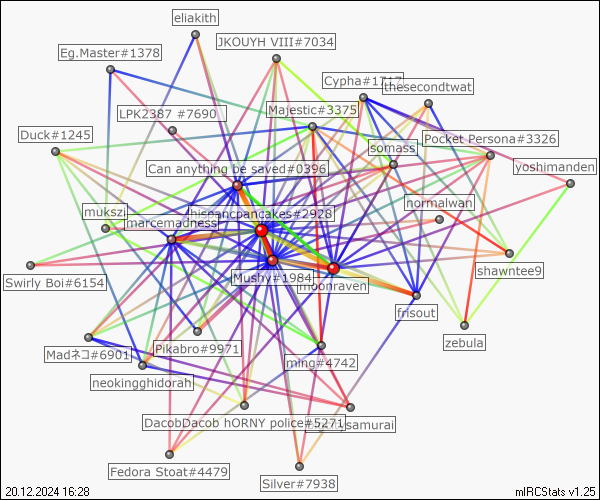 eliakith
JKOUYH VIII#7034
Eg.Master#1378
Cypha#1717
thesecondtwat
LPK2387 #7690
Majestic#3375
Duck#1245
Pocket Persona#3326
isomass
yoshimanden
Can anything be saved#0396
mukszi
hispancpancakes#2928
normalwan
marcemadness
Swirly Boi#6154
Mushy#1984
moonraven
shawntee9
frisout
zebula
Madネコ#6901
Pikabro#9971
ming#4742
neokingghidorah
DacobDacob hORNY police#5271
samurai
Fedora Stoat#4479
Silver#7938
20.12.2024 16:28
mIRCStats v1.25